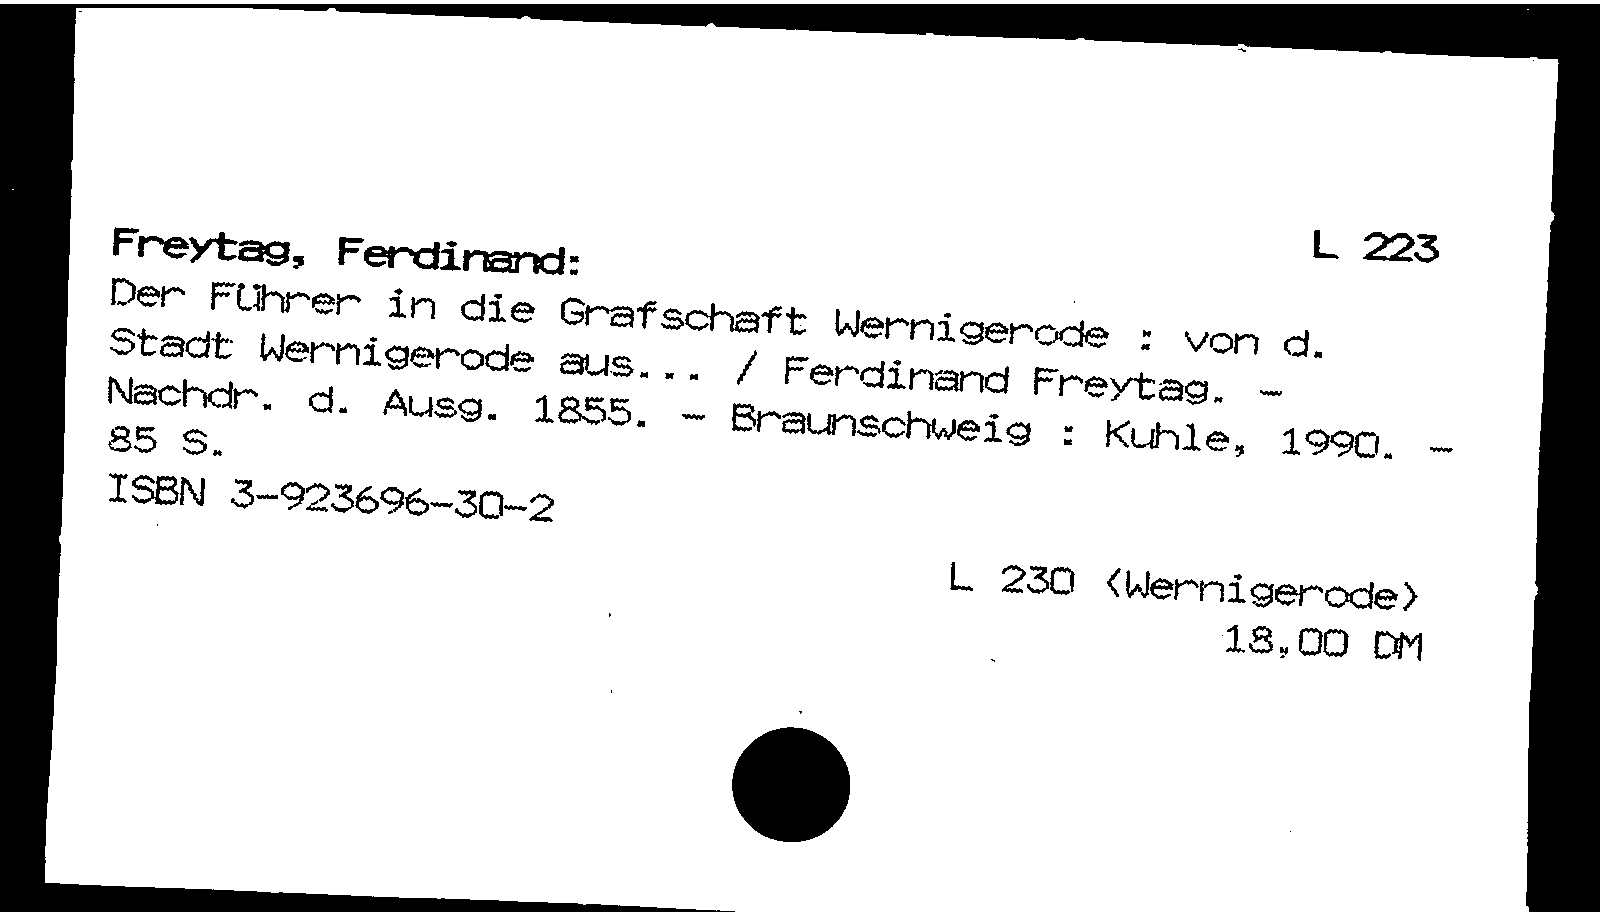 Freytag, Ferdinand: L 223
Der Führer in die Grafschaft Wernigerode : von d.
Stadt Wernigerode aus... / Ferdinand Freytag. -
Nachdr. d. Ausg. 1855. - Braunschweig : Kuhle, 1990. -
85 S.
ISBN 3-923696-30-2
L 230 <Wernigerode>
18,00 DM